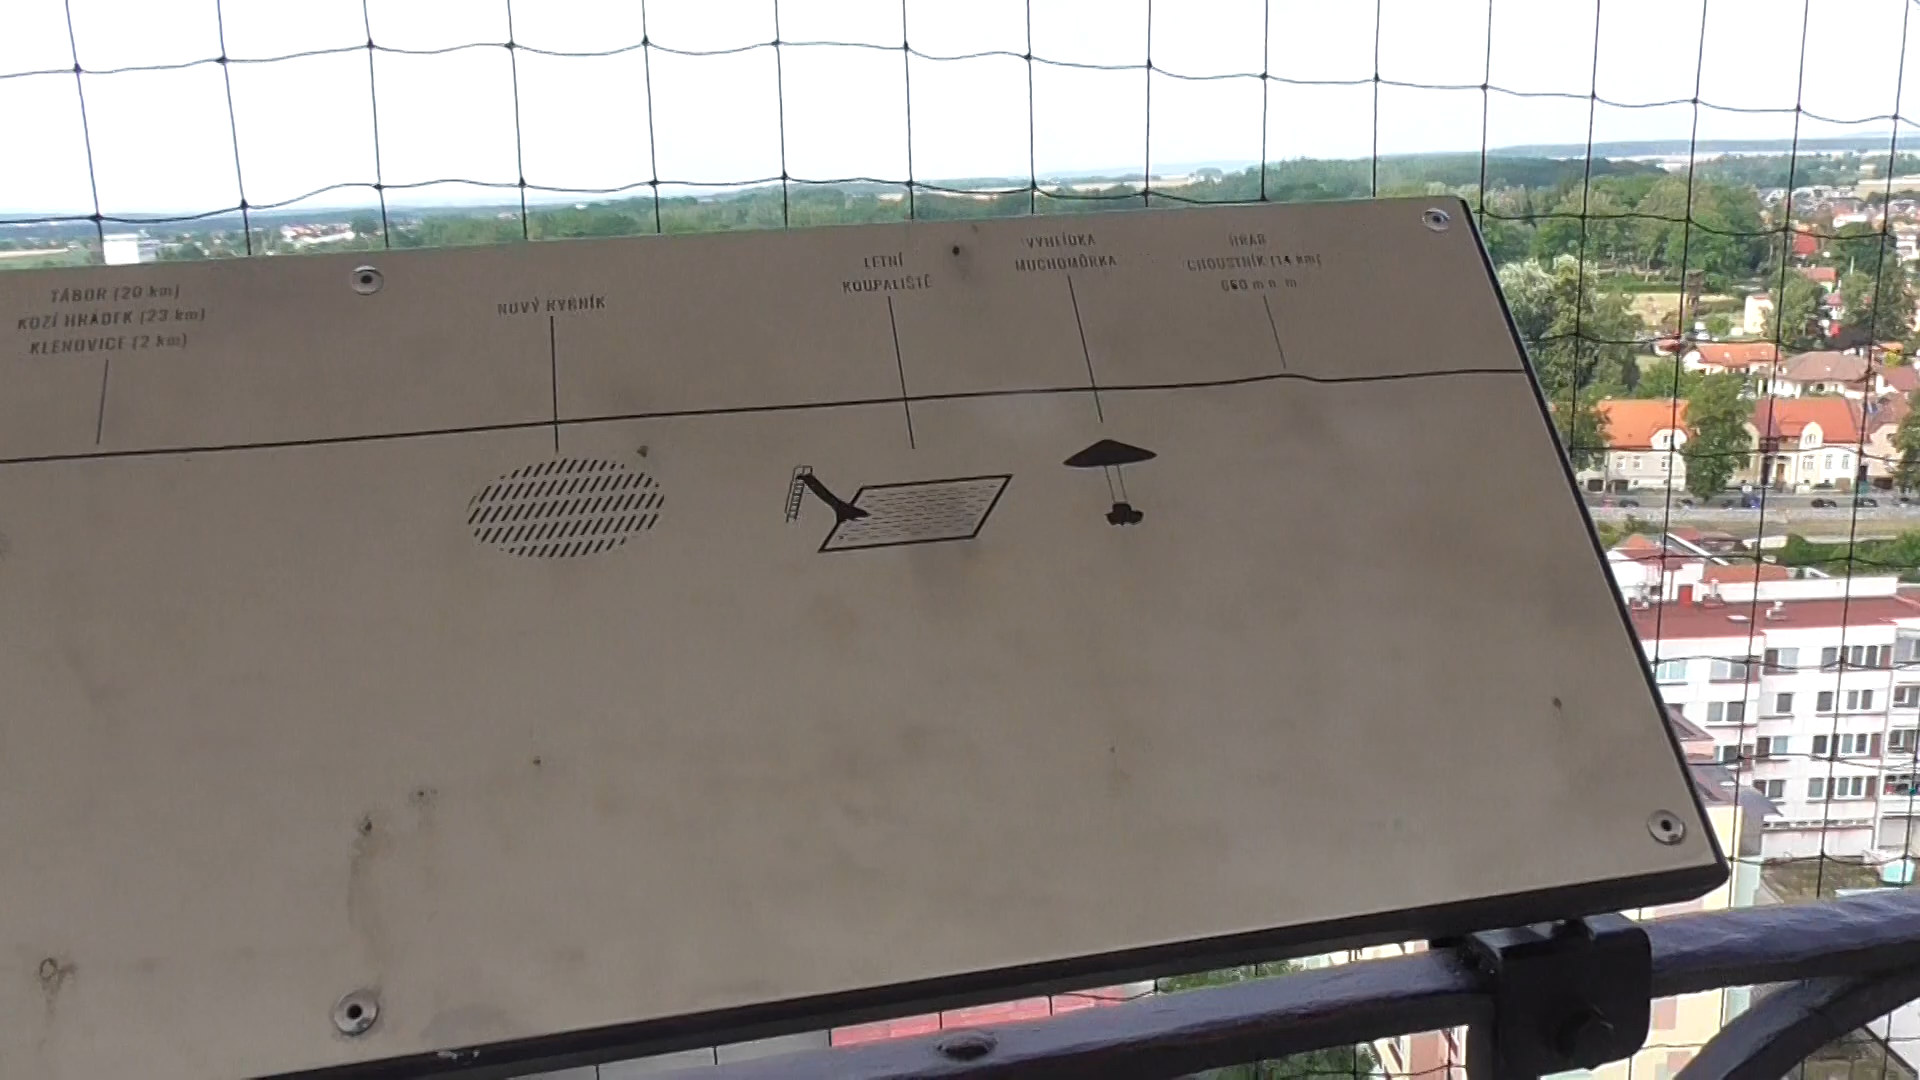 TÁBOR (20 km)
KOZÍ HRÁDEK (23 km)
KLENOVICE (2 km)
NOVÝ RYBNÍK
LETNÍ
KOUPALIŠTĚ
VYHLÍDKA
MUCHOMŮRKA
HRAD
CHOUSTNÍK (14 km)
m n m